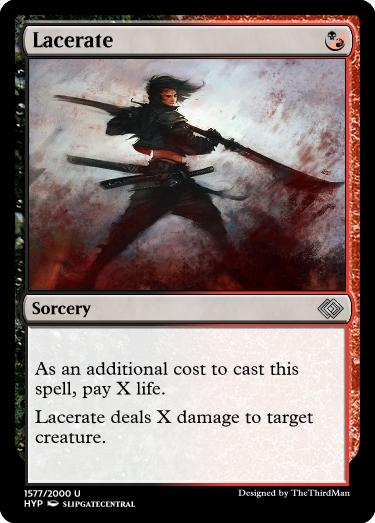 Lacerate
Sorcery
As an additional cost to cast this
spell, pay X life.
Lacerate deals X damage to target
creature.
1577/2000 U
HYP SLIPGATECENTRAL
Designed by TheThirdMan